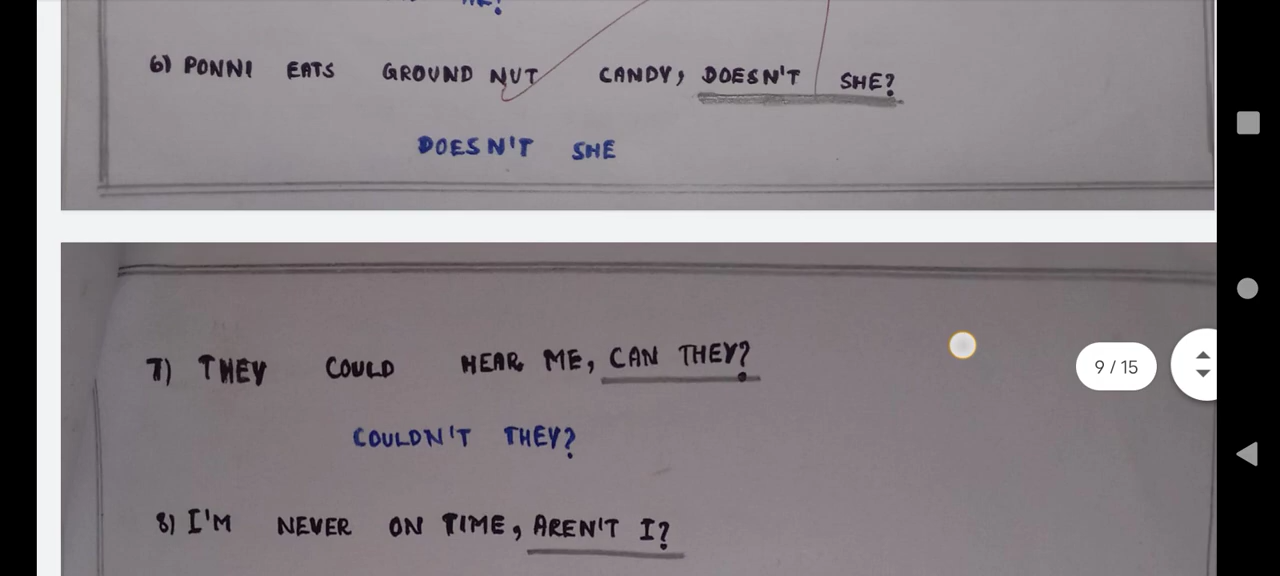 6) PONNI EATS GROUND NUT CANDY, DOESN'T SHE?
DOESN'T SHE
7) THEY COULD HEAR ME, CAN THEY?
9 / 15
COULDN'T THEY?
8) I'M NEVER ON TIME, AREN'T I?